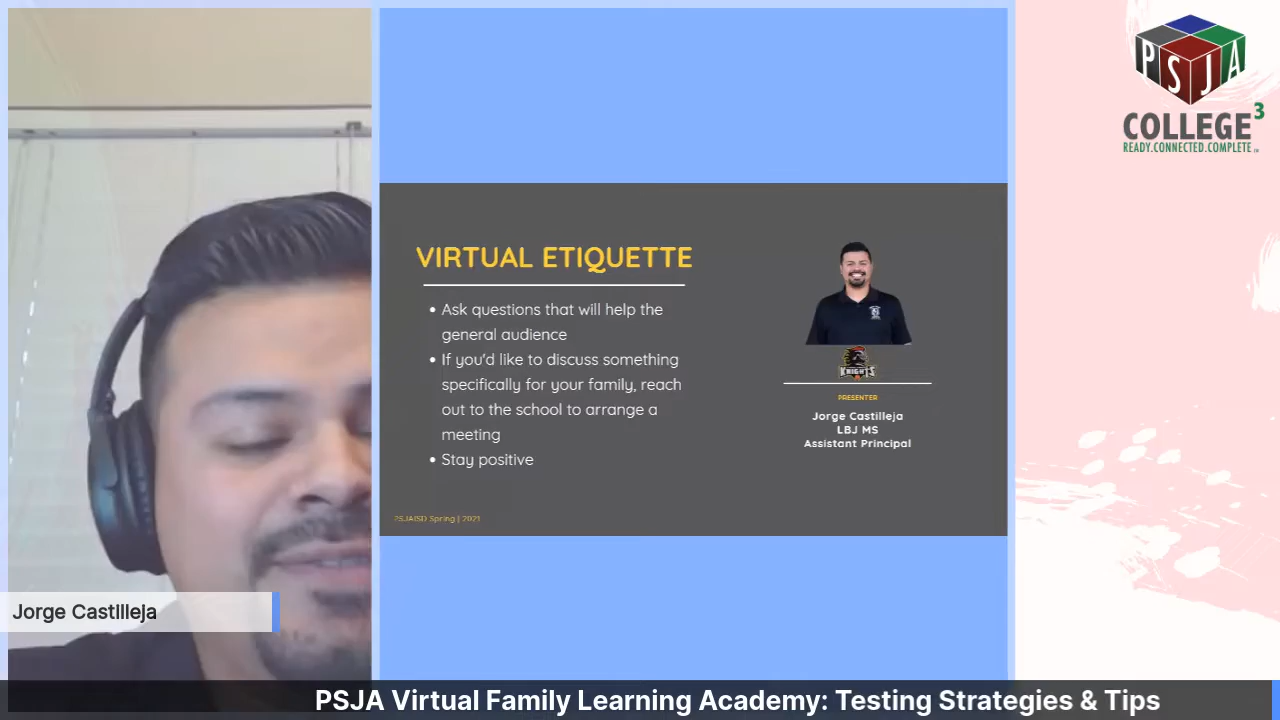 PSJA
COLLEGE³
READY.CONNECTED.COMPLETE
VIRTUAL ETIQUETTE
• Ask questions that will help the
general audience
• If you'd like to discuss something
specifically for your family, reach
out to the school to arrange a
meeting
• Stay positive
KNIGHTS
PRESENTER
Jorge Castilleja
LBJ MS
Assistant Principal
PSJAISD Spring | 2021
Jorge Castilleja
PSJA Virtual Family Learning Academy: Testing Strategies & Tips